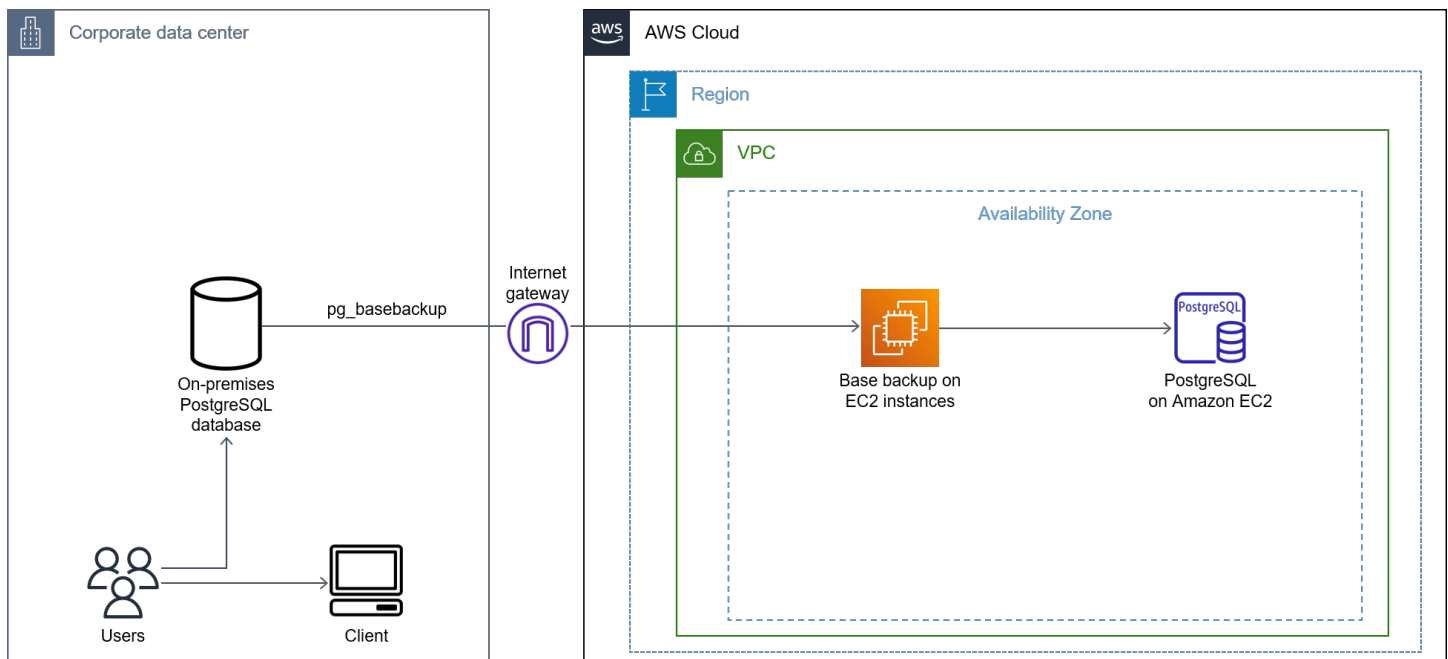 Corporate data center
aws
AWS Cloud
Region
VPC
Availability Zone
Internet
gateway
pg_basebackup
PostgreSQL
On-premises
PostgreSQL
database
Base backup on
EC2 instances
PostgreSQL
on Amazon EC2
Users
Client